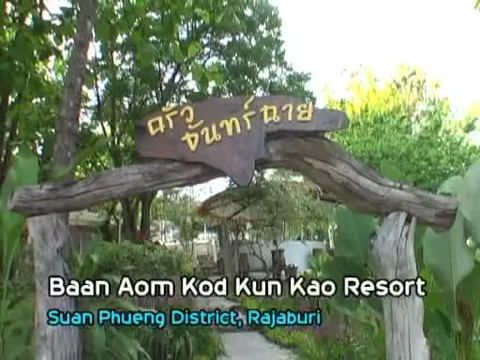 ครัว
จันทร์ฉาย
Baan Aom Kod Kun Kao Resort
Suan Phueng District, Rajaburi